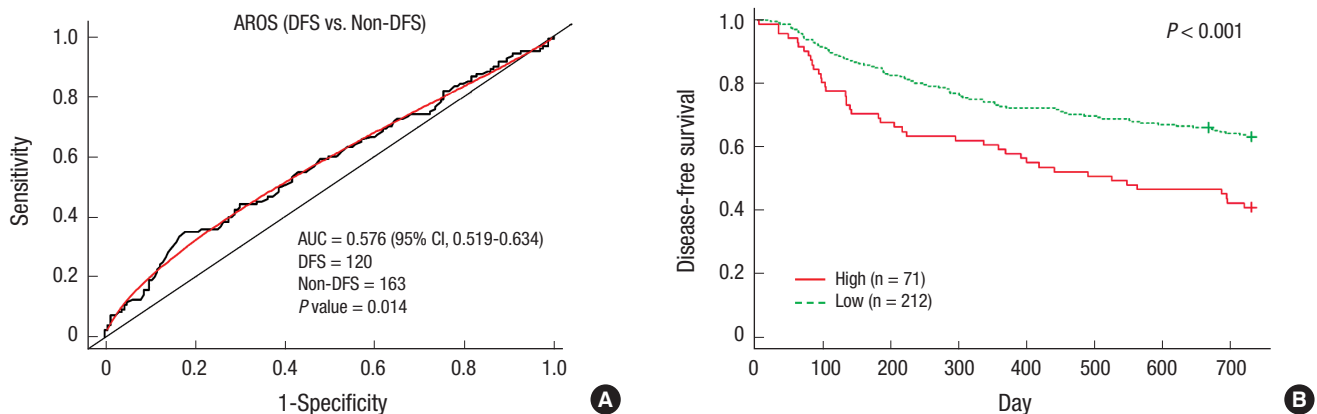 AROS (DFS vs. Non-DFS)
1.0
0.8
0.6
0.4
0.2
0
Sensitivity
AUC = 0.576 (95% CI, 0.519-0.634)
DFS = 120
Non-DFS = 163
P value = 0.014
0 0.2 0.4 0.6 0.8 1.0
1-Specificity
A
P < 0.001
1.0
0.8
0.6
0.4
0.2
0
Disease-free survival
High (n = 71)
Low (n = 212)
0 100 200 300 400 500 600 700
Day
B